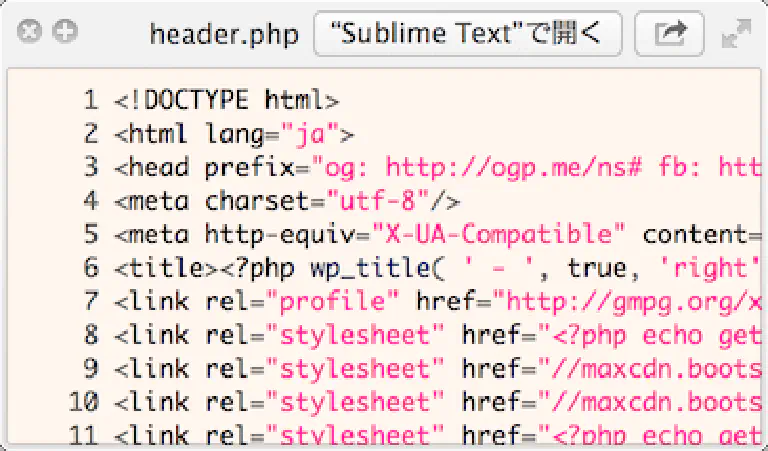 header.php “Sublime Text”で開く
1 <!DOCTYPE html>
2 <html lang="ja">
3 <head prefix="og: http://ogp.me/ns# fb: htt
4 <meta charset="utf-8"/>
5 <meta http-equiv="X-UA-Compatible" content=
6 <title><?php wp_title( ' - ', true, 'right'
7 <link rel="profile" href="http://gmpg.org/x
8 <link rel="stylesheet" href="<?php echo get
9 <link rel="stylesheet" href="//maxcdn.boots
10 <link rel="stylesheet" href="//maxcdn.boots
11 <link rel="stylesheet" href="<?php echo get